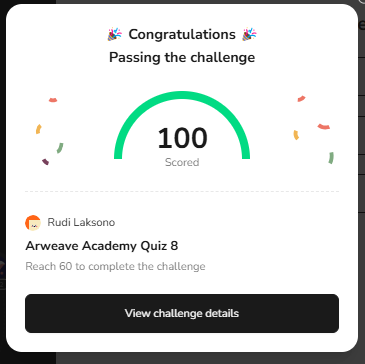 🎉 Congratulations 🎉
Passing the challenge
100
Scored
Rudi Laksono
Arweave Academy Quiz 8
Reach 60 to complete the challenge
View challenge details